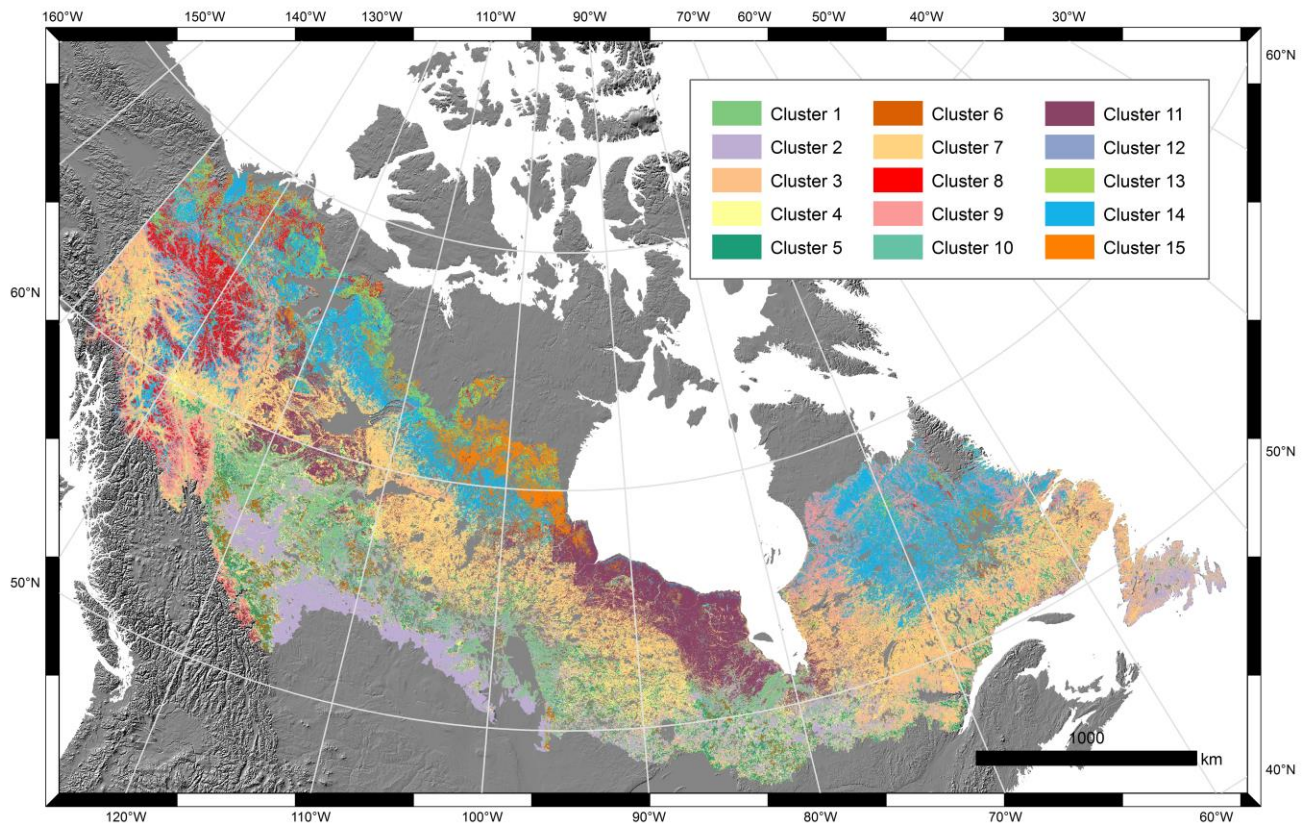 150°W 140°W 130°W 110°W 90°W 70°W 60°W 50°W 40°W 30°W
60°N
Cluster 1 Cluster 6 Cluster 11
Cluster 2 Cluster 7 Cluster 12
Cluster 3 Cluster 8 Cluster 13
Cluster 4 Cluster 9 Cluster 14
Cluster 5 Cluster 10 Cluster 15
60°N
50°N
50°N
1000
km
40°N
120°W 110°W 100°W 90°W 80°W 70°W 60°W